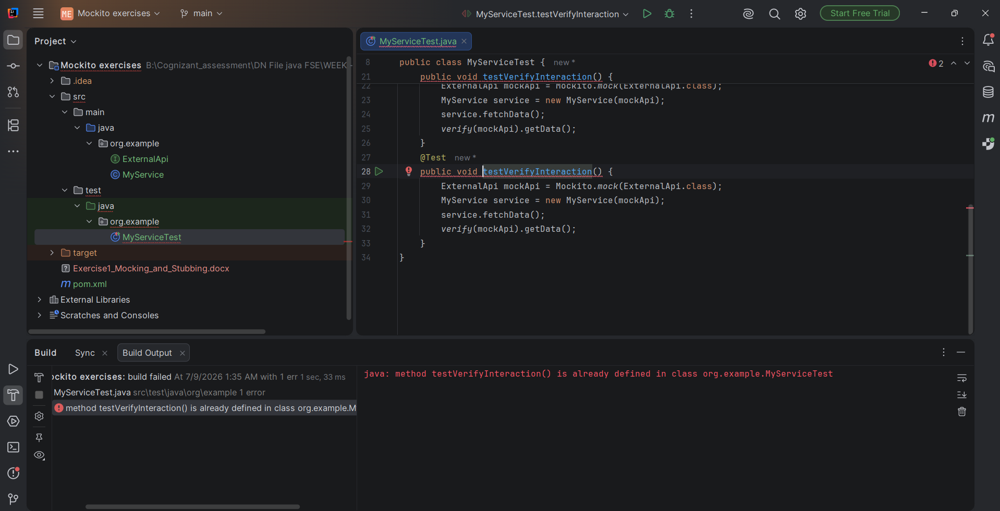 ME Mockito exercises main MyServiceTest.testVerifyInteraction Start Free Trial
Project
Mockito exercises B:\Cognizant_assessment\DN File java FSE\WEEK-
.idea
src
main
java
org.example
ExternalApi
MyService
test
java
org.example
MyServiceTest
target
Exercise1_Mocking_and_Stubbing.docx
m pom.xml
External Libraries
Scratches and Consoles
MyServiceTest.java
8 public class MyServiceTest { new *
2
21 public void testVerifyInteraction() {
22 ExternalApi mockApi = Mockito.mock(ExternalApi.class);
23 MyService service = new MyService(mockApi);
24 service.fetchData();
25 verify(mockApi).getData();
26 }
27 @Test new *
28 public void testVerifyInteraction() {
29 ExternalApi mockApi = Mockito.mock(ExternalApi.class);
30 MyService service = new MyService(mockApi);
31 service.fetchData();
32 verify(mockApi).getData();
33 }
34 }
Build Sync Build Output
ockito exercises: build failed At 7/9/2026 1:35 AM with 1 err 1 sec, 33 ms
MyServiceTest.java src\test\java\org\example 1 error
method testVerifyInteraction() is already defined in class org.example.M
java: method testVerifyInteraction() is already defined in class org.example.MyServiceTest